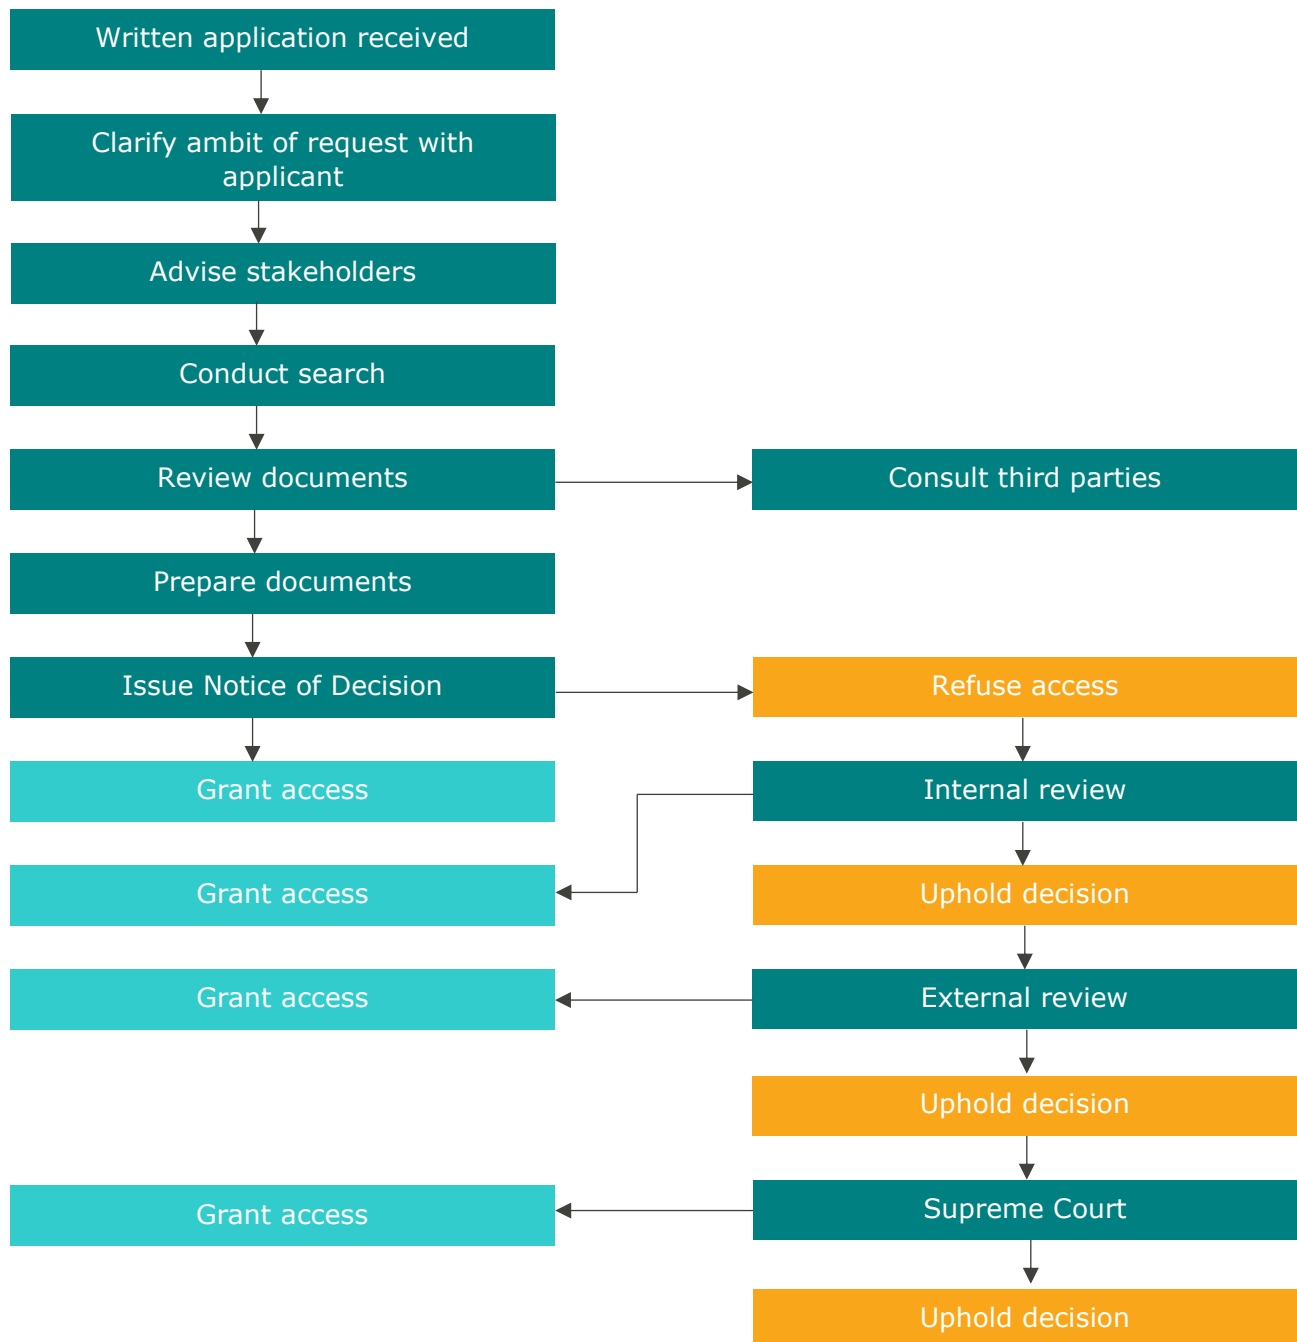 Written application received
Clarify ambit of request with
applicant
Advise stakeholders
Conduct search
Review documents
Consult third parties
Prepare documents
Issue Notice of Decision
Refuse access
Grant access
Internal review
Grant access
Uphold decision
Grant access
External review
Uphold decision
Grant access
Supreme Court
Uphold decision